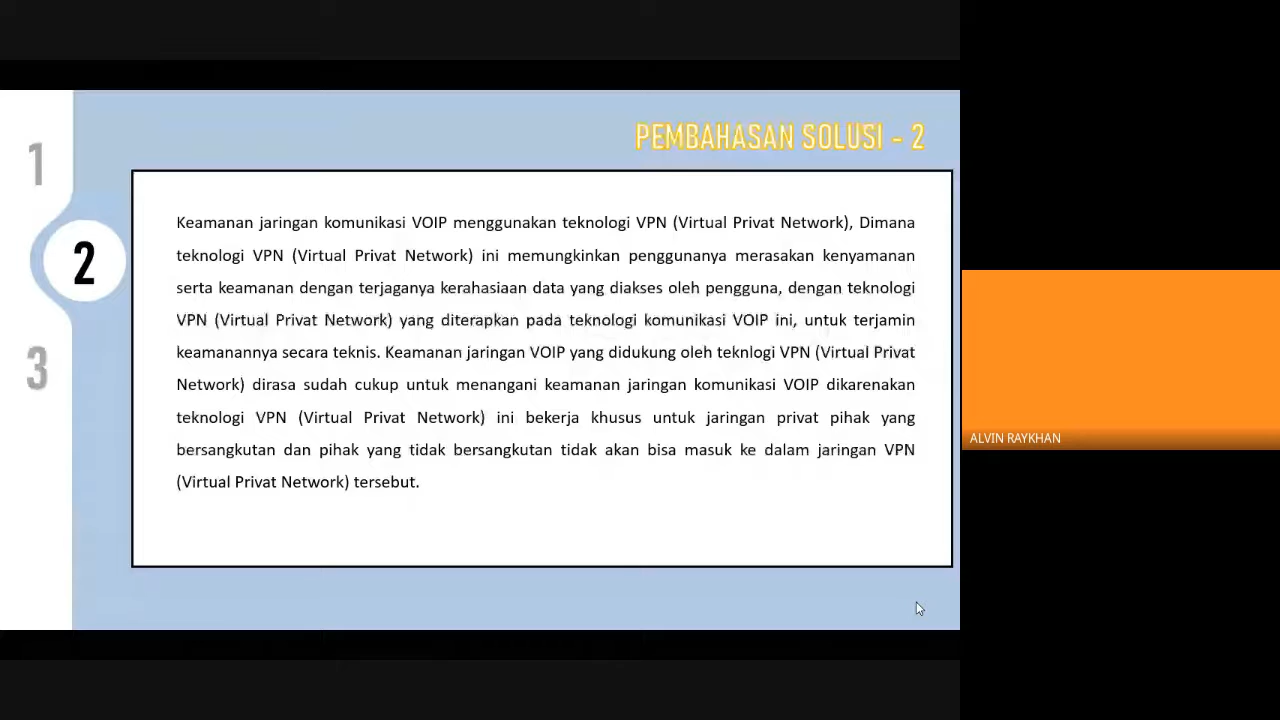 PEMBAHASAN SOLUSI - 2
1
2
3
Keamanan jaringan komunikasi VOIP menggunakan teknologi VPN (Virtual Privat Network), Dimana
teknologi VPN (Virtual Privat Network) ini memungkinkan penggunanya merasakan kenyamanan
serta keamanan dengan terjaganya kerahasiaan data yang diakses oleh pengguna, dengan teknologi
VPN (Virtual Privat Network) yang diterapkan pada teknologi komunikasi VOIP ini, untuk terjamin
keamanannya secara teknis. Keamanan jaringan VOIP yang didukung oleh teknlogi VPN (Virtual Privat
Network) dirasa sudah cukup untuk menangani keamanan jaringan komunikasi VOIP dikarenakan
teknologi VPN (Virtual Privat Network) ini bekerja khusus untuk jaringan privat pihak yang
bersangkutan dan pihak yang tidak bersangkutan tidak akan bisa masuk ke dalam jaringan VPN
(Virtual Privat Network) tersebut.
ALVIN RAYKHAN